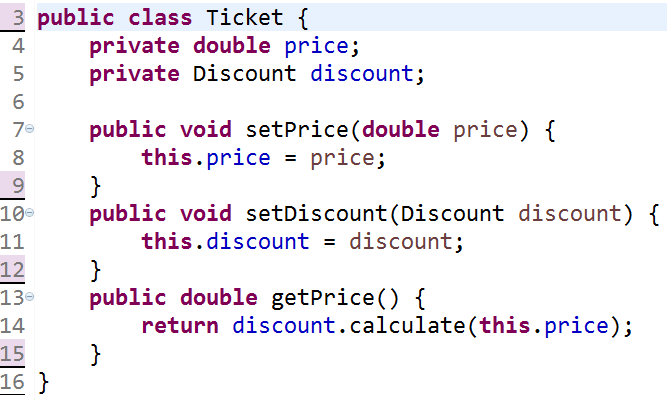 3 public class Ticket {
4     private double price;
5     private Discount discount;
6
7     public void setPrice(double price) {
8         this.price = price;
9     }
10     public void setDiscount(Discount discount) {
11         this.discount = discount;
12     }
13     public double getPrice() {
14         return discount.calculate(this.price);
15     }
16 }